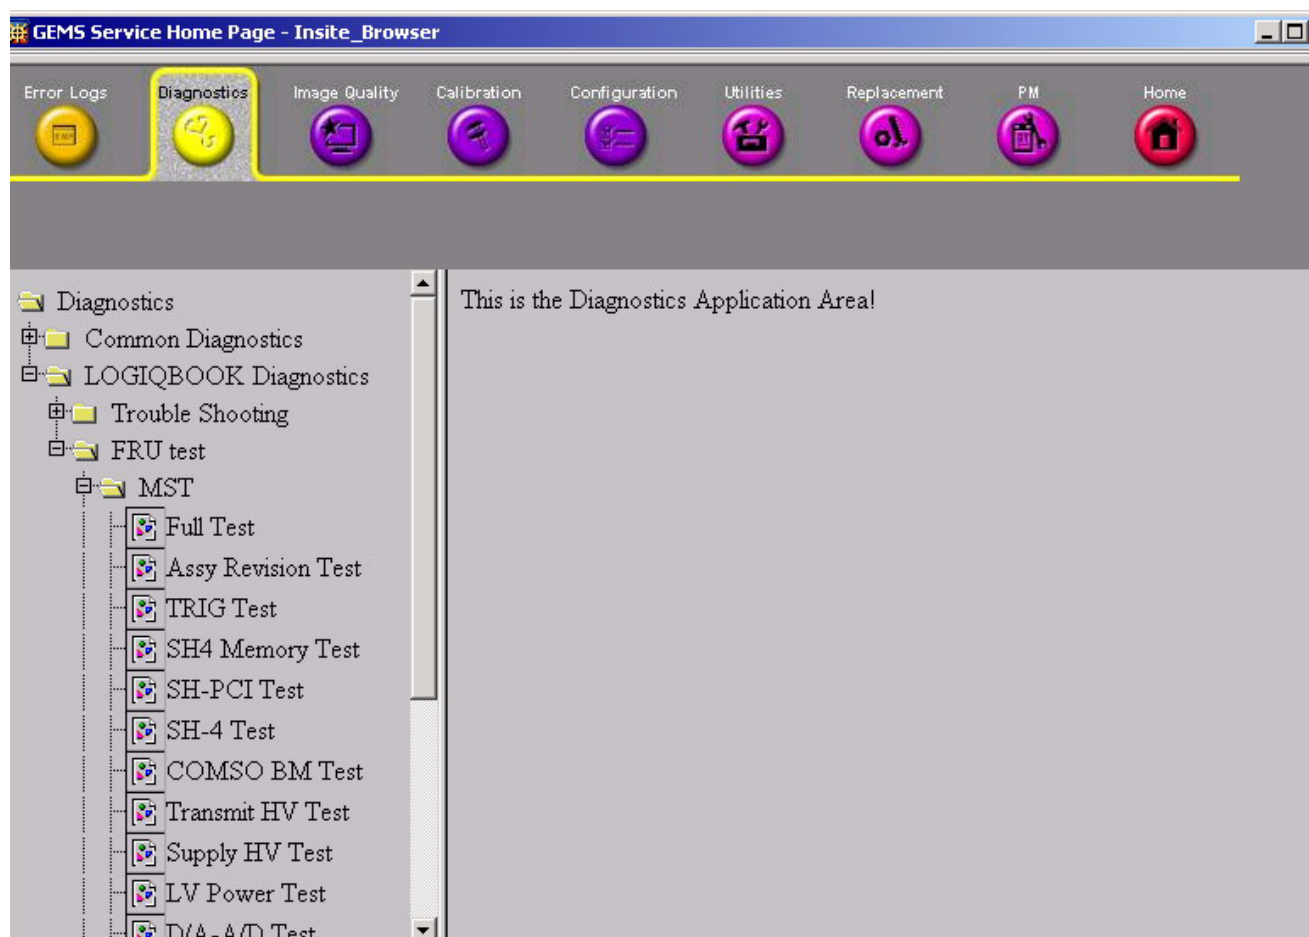 GEMS Service Home Page - Insite_Browser
Error Logs
Diagnostics
Image Quality
Calibration
Configuration
Utilities
Replacement
PM
Home
Diagnostics
Common Diagnostics
LOGIQBOOK Diagnostics
Trouble Shooting
FRU test
MST
Full Test
Assy Revision Test
TRIG Test
SH4 Memory Test
SH-PCI Test
SH-4 Test
COMSO BM Test
Transmit HV Test
Supply HV Test
LV Power Test
D/A-A/D Test
This is the Diagnostics Application Area!